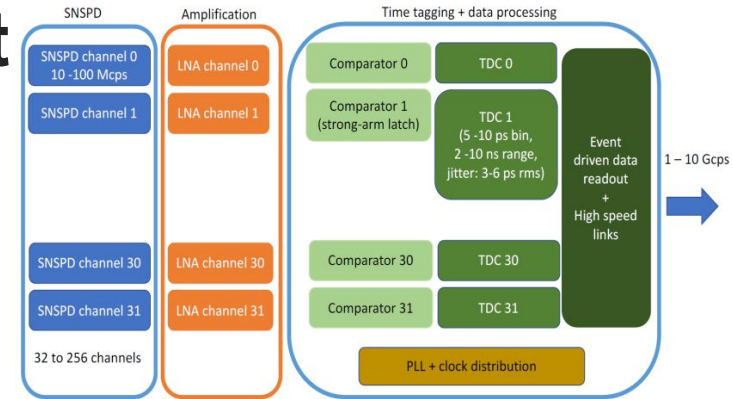 t
SNSPD
Amplification
Time tagging + data processing
SNSPD channel 0
10 -100 Mcps
LNA channel 0
Comparator 0
TDC 0
SNSPD channel 1
LNA channel 1
Comparator 1
(strong-arm latch)
TDC 1
(5 -10 ps bin,
2 -10 ns range,
jitter: 3-6 ps rms)
Event
driven data
readout
+
High speed
links
1 – 10 Gcps
SNSPD channel 30
LNA channel 30
Comparator 30
TDC 30
SNSPD channel 31
LNA channel 31
Comparator 31
TDC 31
32 to 256 channels
PLL + clock distribution